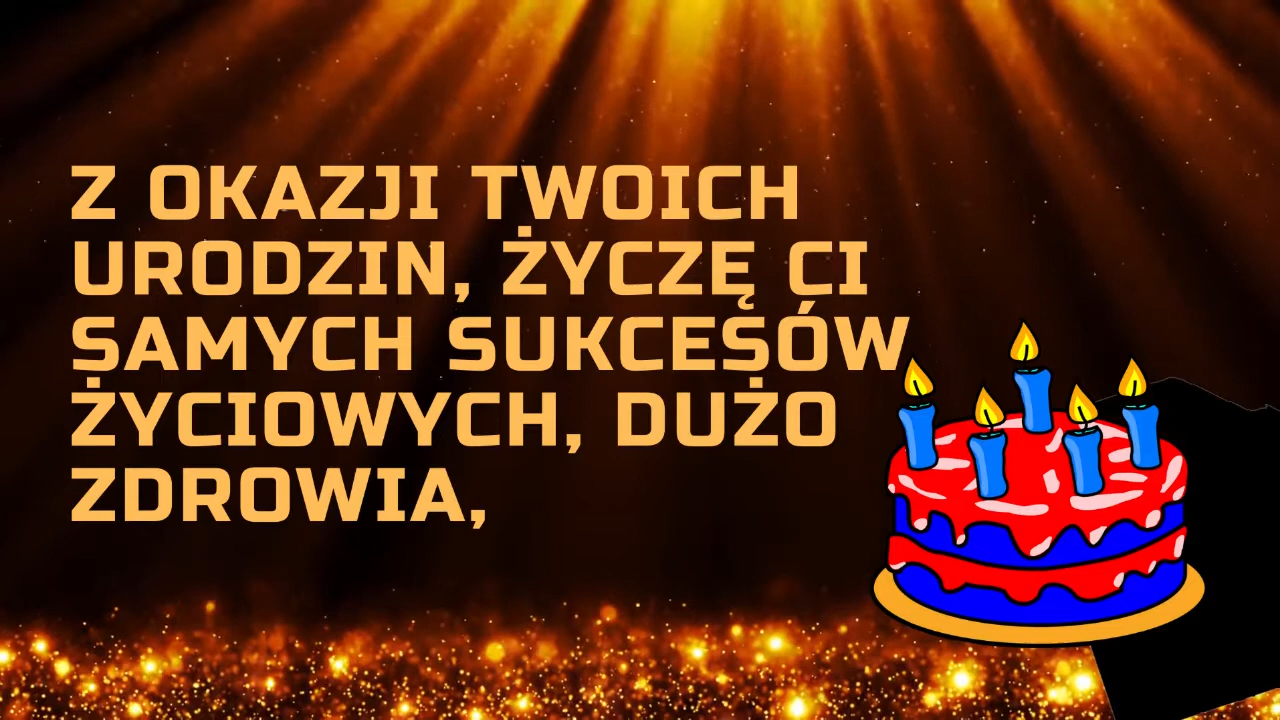 Z OKAZJI TWOICH
URODZIN, ŻYCZĘ CI
SAMYCH SUKCESÓW
ŻYCIOWYCH, DUŻO
ZDROWIA,